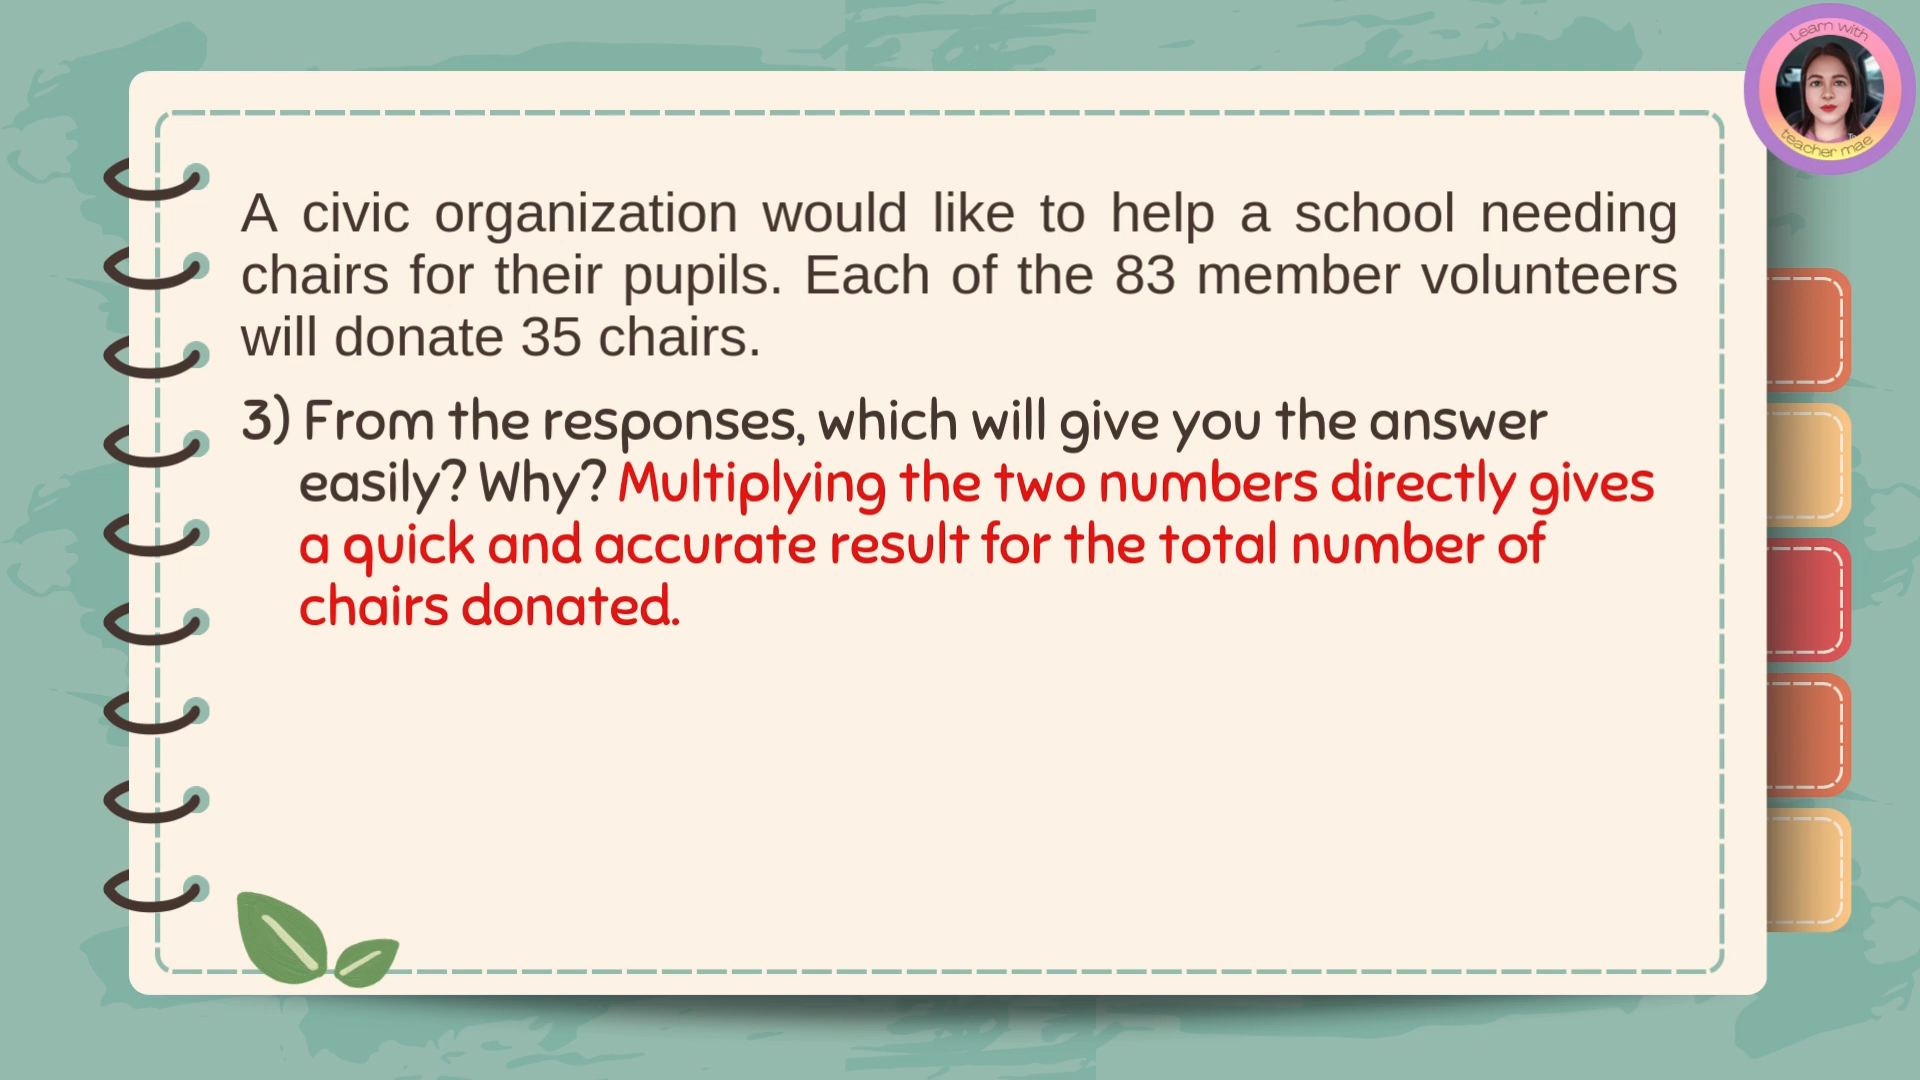 Learn with
teacher mae
A civic organization would like to help a school needing
chairs for their pupils. Each of the 83 member volunteers
will donate 35 chairs.
3) From the responses, which will give you the answer
easily? Why? Multiplying the two numbers directly gives
a quick and accurate result for the total number of
chairs donated.